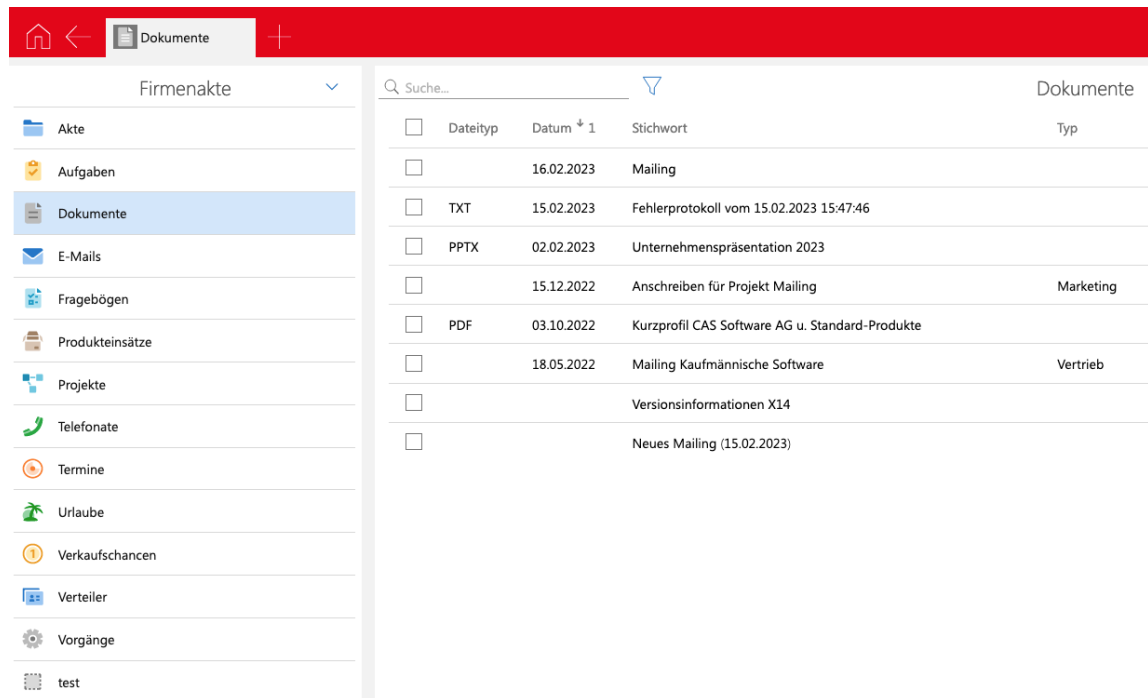 Dokumente
Firmenakte
Akte
Aufgaben
Dokumente
E-Mails
Fragebögen
Produkteinsätze
Projekte
Telefonate
Termine
Urlaube
1 Verkaufschancen
Verteiler
Vorgänge
test
Suche...
Dokumente
Dateityp Datum 1 Stichwort Typ
16.02.2023 Mailing
TXT 15.02.2023 Fehlerprotokoll vom 15.02.2023 15:47:46
PPTX 02.02.2023 Unternehmenspräsentation 2023
15.12.2022 Anschreiben für Projekt Mailing Marketing
PDF 03.10.2022 Kurzprofil CAS Software AG u. Standard-Produkte
18.05.2022 Mailing Kaufmännische Software Vertrieb
Versionsinformationen X14
Neues Mailing (15.02.2023)